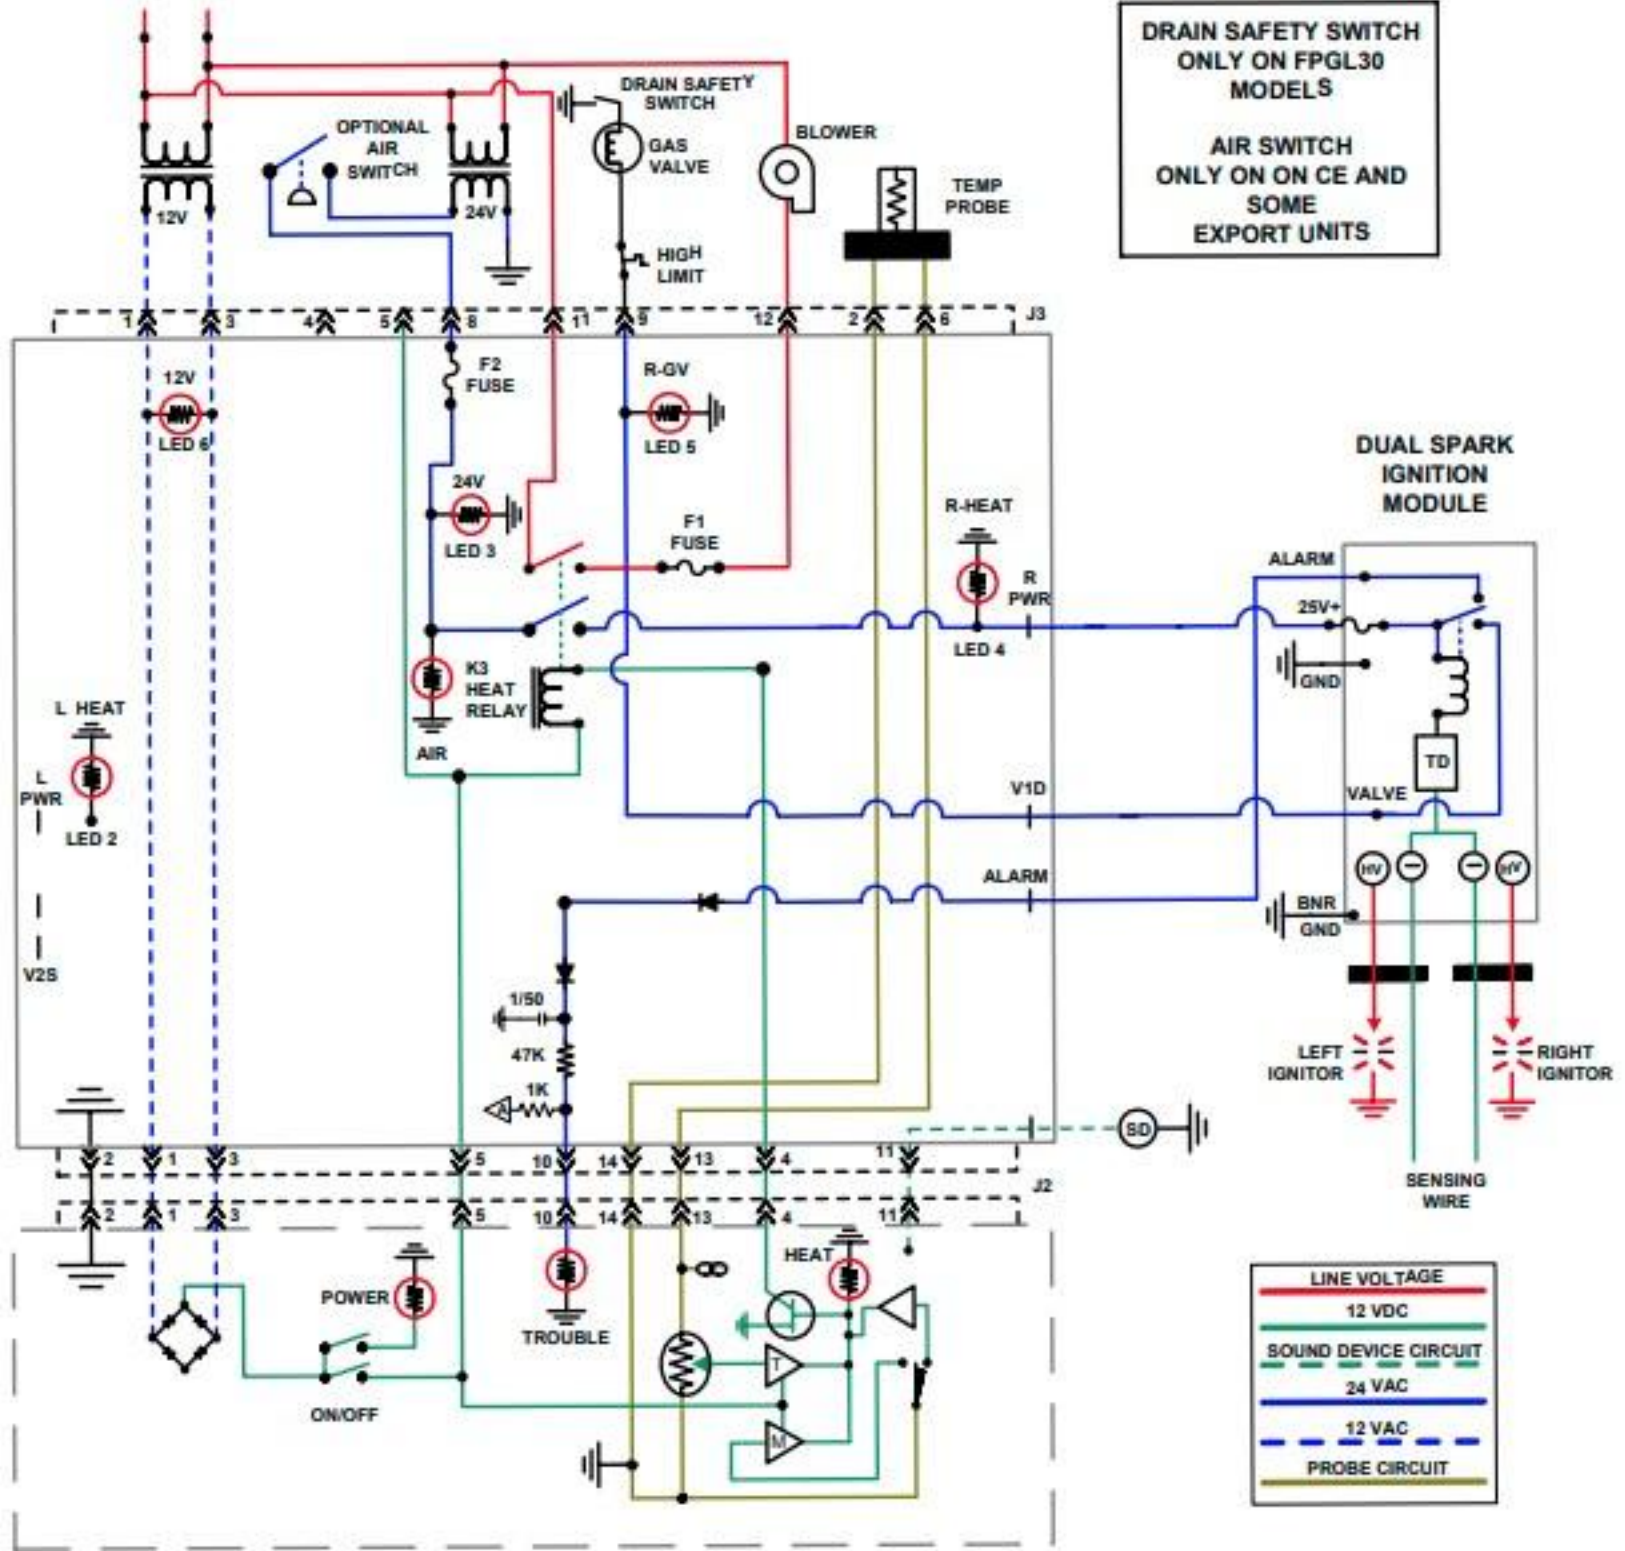 DRAIN SAFETY SWITCH
ONLY ON FPGL30
MODELS
AIR SWITCH
ONLY ON ON CE AND
SOME
EXPORT UNITS
DRAIN SAFETY
SWITCH
OPTIONAL
AIR
SWITCH
GAS
VALVE
BLOWER
TEMP
PROBE
12V
24V
HIGH
LIMIT
1
3
4
5
8
11
9
12
2
6
J3
12V
LED 6
F2
FUSE
R-GV
LED 5
24V
LED 3
F1
FUSE
R-HEAT
LED 4
R
PWR
DUAL SPARK
IGNITION
MODULE
ALARM
25V+
GND
K3
HEAT
RELAY
AIR
L HEAT
L
PWR
LED 2
V2S
V1D
ALARM
TD
VALVE
HV
HV
BNR
GND
1/50
47K
1K
A
LEFT
IGNITOR
RIGHT
IGNITOR
SD
SENSING
WIRE
2
1
3
5
10
14
13
4
11
J2
2
1
3
5
10
14
13
4
11
POWER
ON/OFF
TROUBLE
HEAT
T
M
LINE VOLTAGE
12 VDC
SOUND DEVICE CIRCUIT
24 VAC
12 VAC
PROBE CIRCUIT